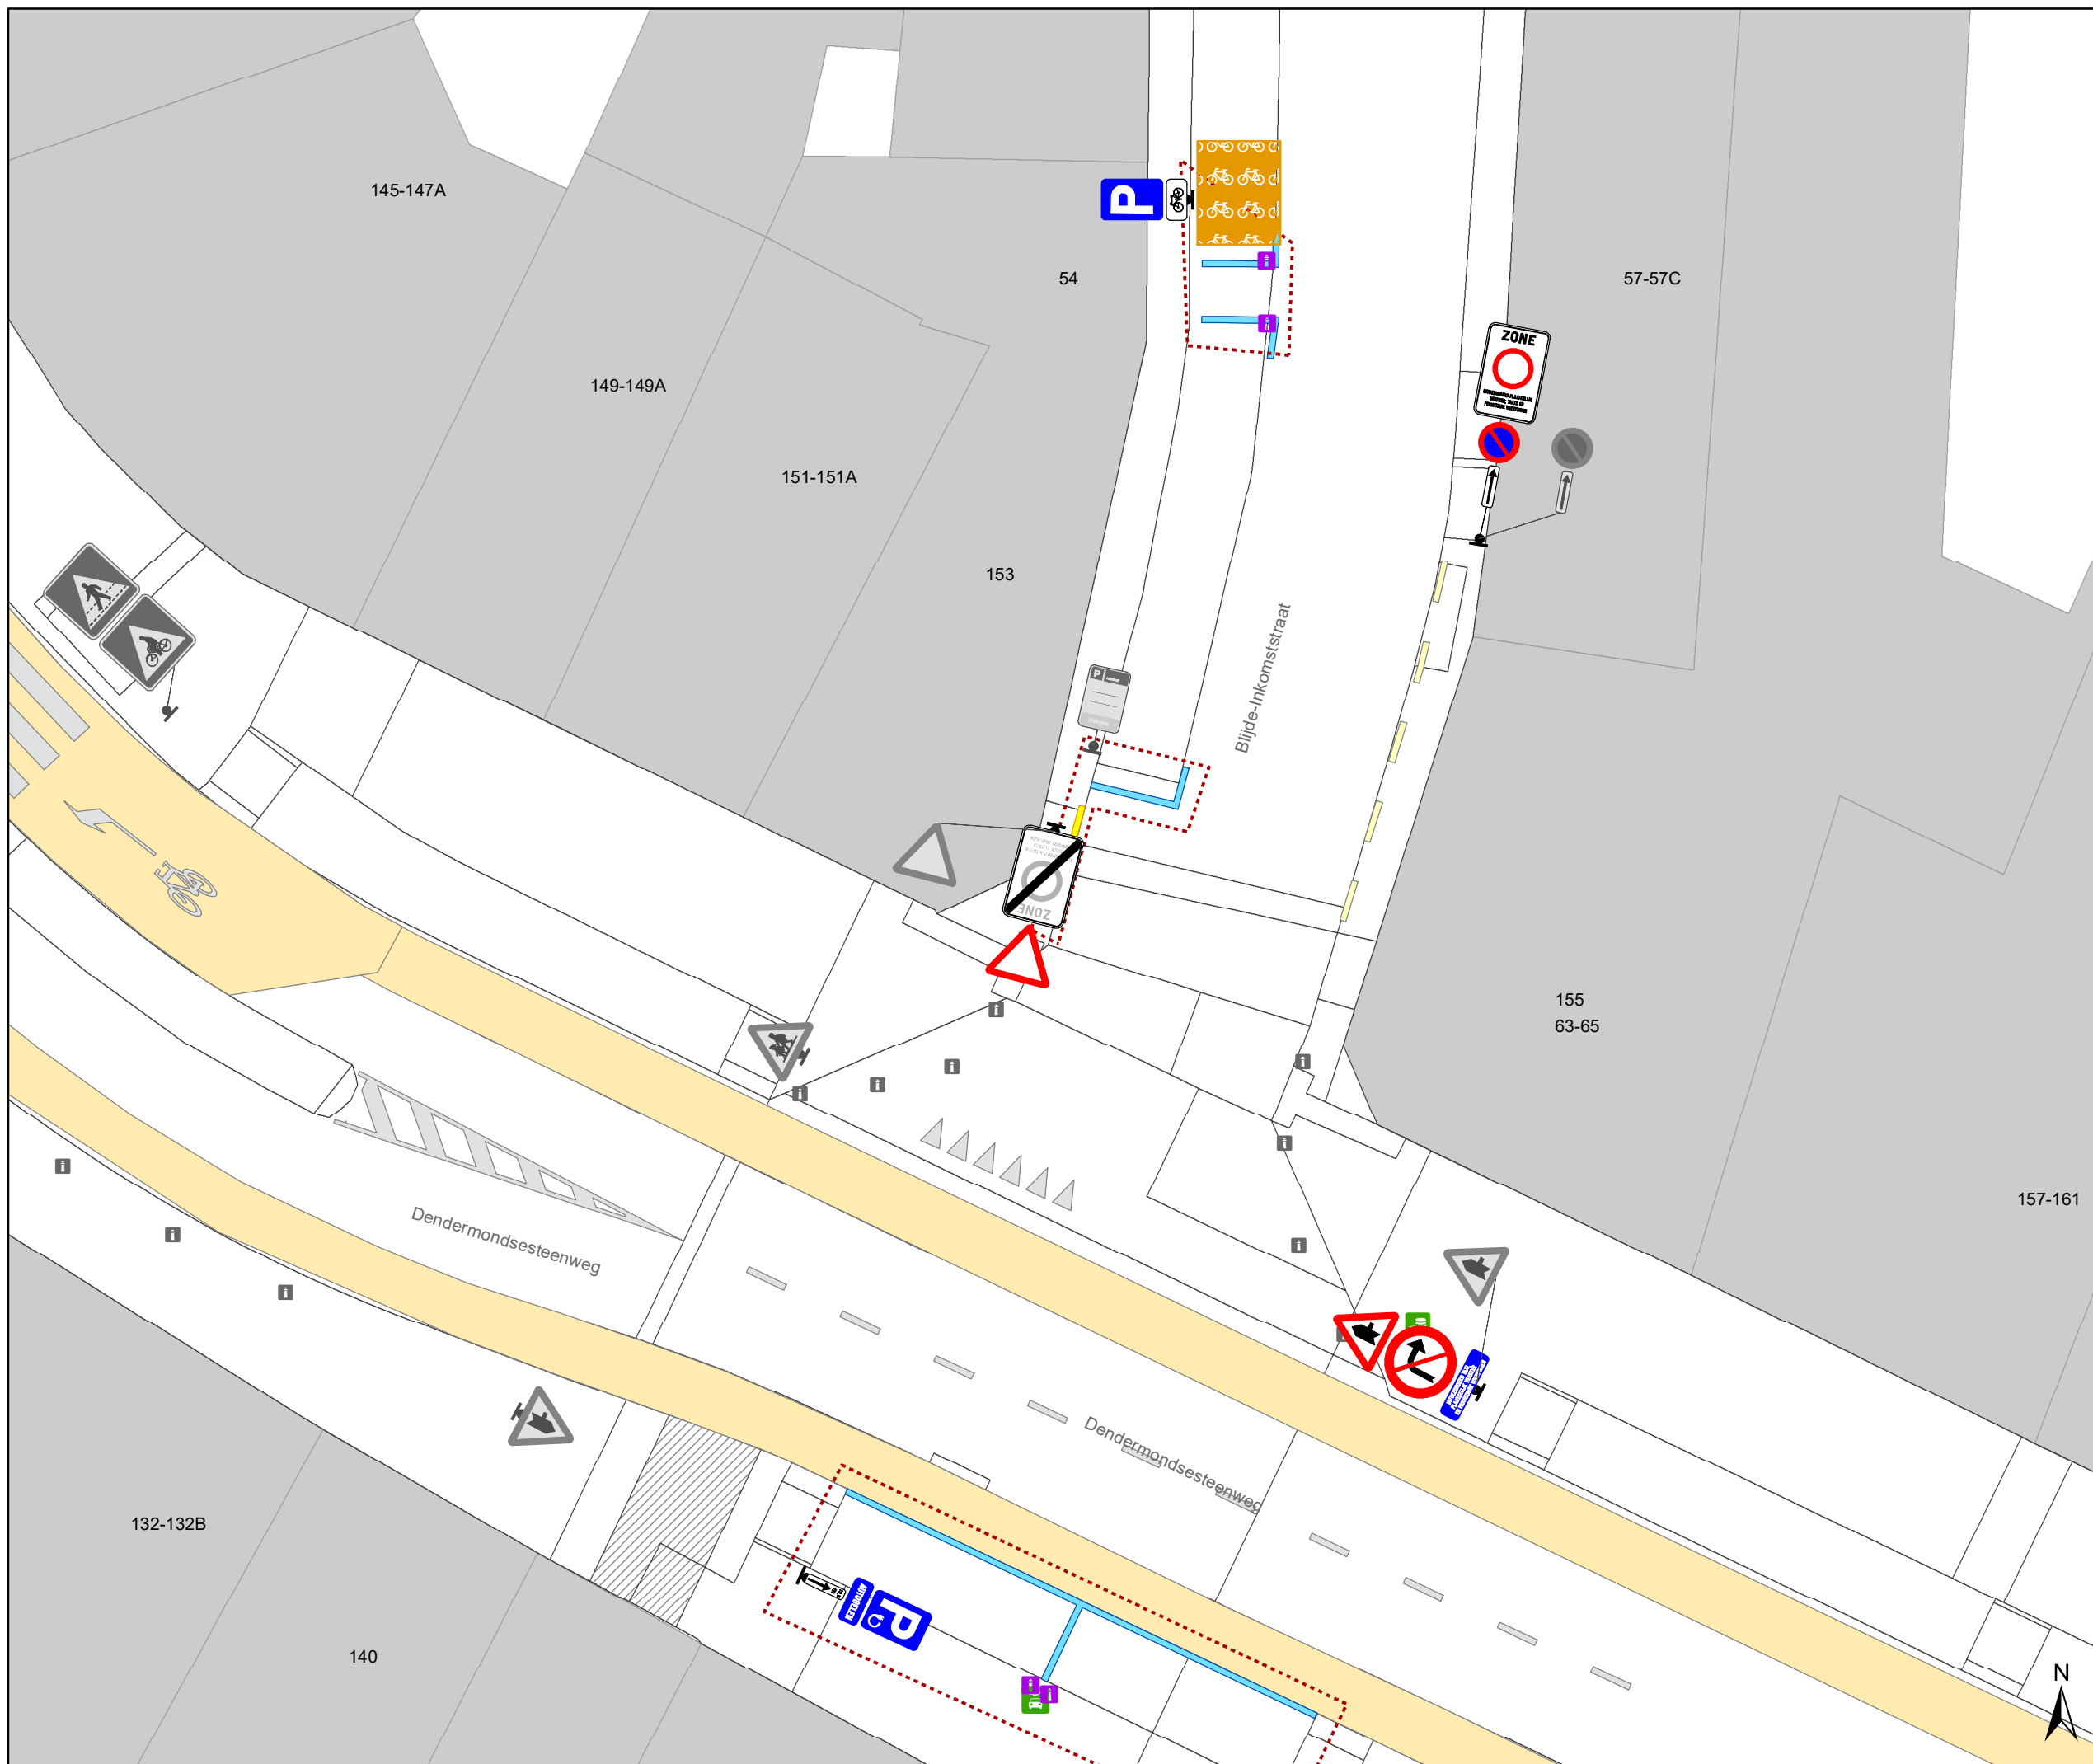 145-147A
P
54
57-57C
ZONE
149-149A
151-151A
153
Blijde-Inkomststraat
P
ZONE
155
63-65
157-161
Dendermondsesteenweg
Dendermondsesteenweg
132-132B
AUTODELEN
P
140
N